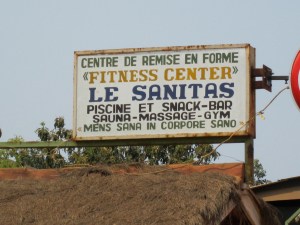 CENTRE DE REMISE EN FORME
«FITNESS CENTER»
LE SANITAS
PISCINE ET SNACK-BAR
SAUNA-MASSAGE-GYM
MENS SANA IN CORPORE SANO